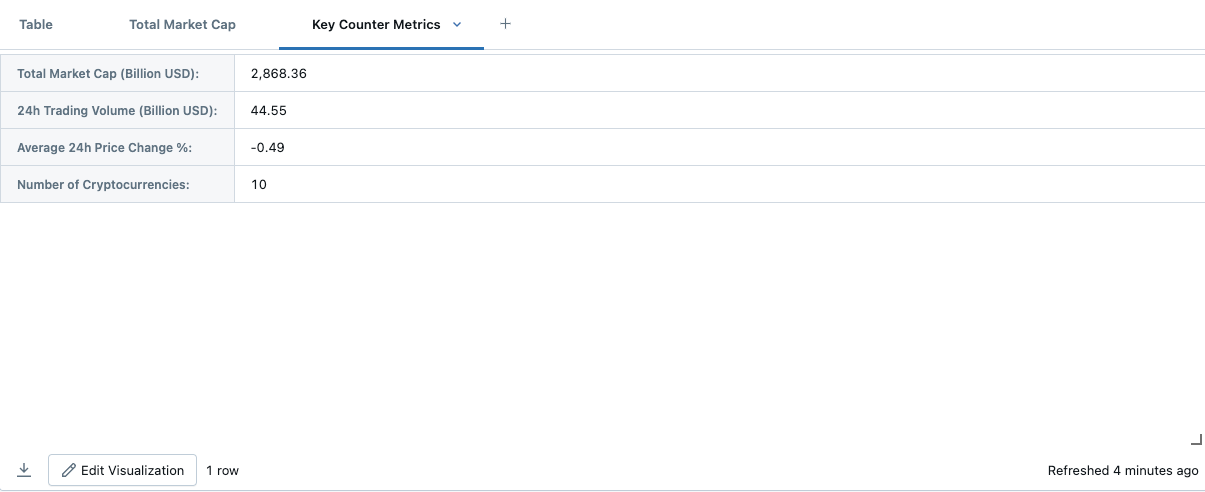 Table Total Market Cap Key Counter Metrics
Total Market Cap (Billion USD): 2,868.36
24h Trading Volume (Billion USD): 44.55
Average 24h Price Change %: -0.49
Number of Cryptocurrencies: 10
Edit Visualization 1 row Refreshed 4 minutes ago